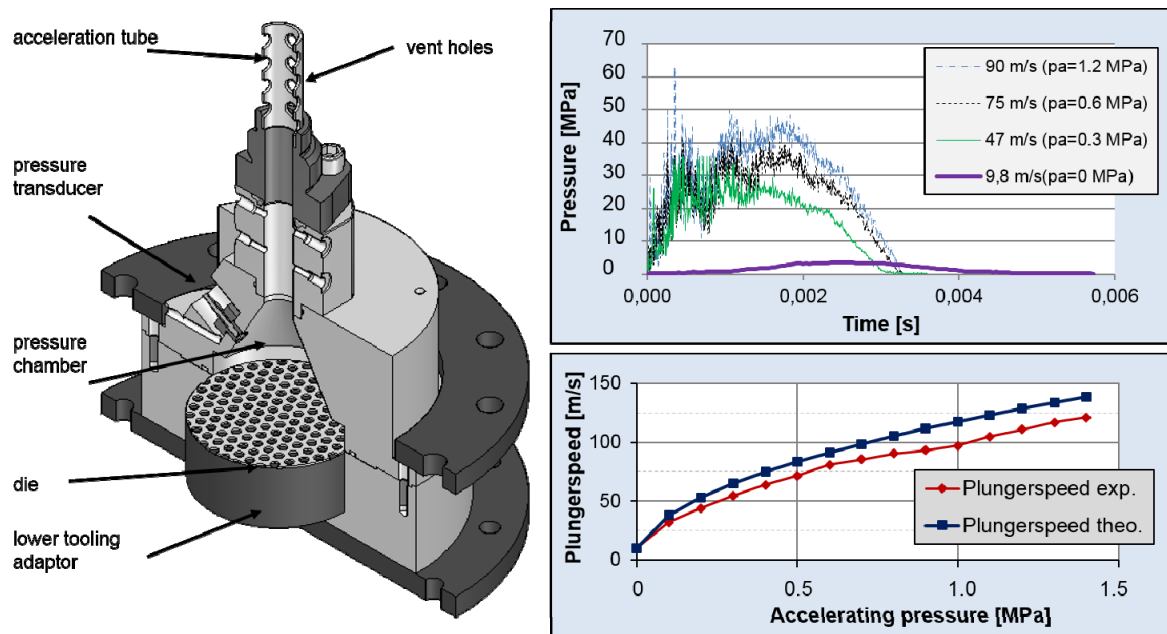 acceleration tube
vent holes
pressure
transducer
pressure
chamber
die
lower tooling
adaptor
Pressure [MPa]
70
60
50
40
30
20
10
0
90 m/s (pa=1.2 MPa)
75 m/s (pa=0.6 MPa)
47 m/s (pa=0.3 MPa)
9,8 m/s(pa=0 MPa)
0,000 0,002 0,004 0,006
Time [s]
Plungerspeed [m/s]
150
100
50
0
Plungerspeed exp.
Plungerspeed theo.
0 0.5 1.0 1.5
Accelerating pressure [MPa]